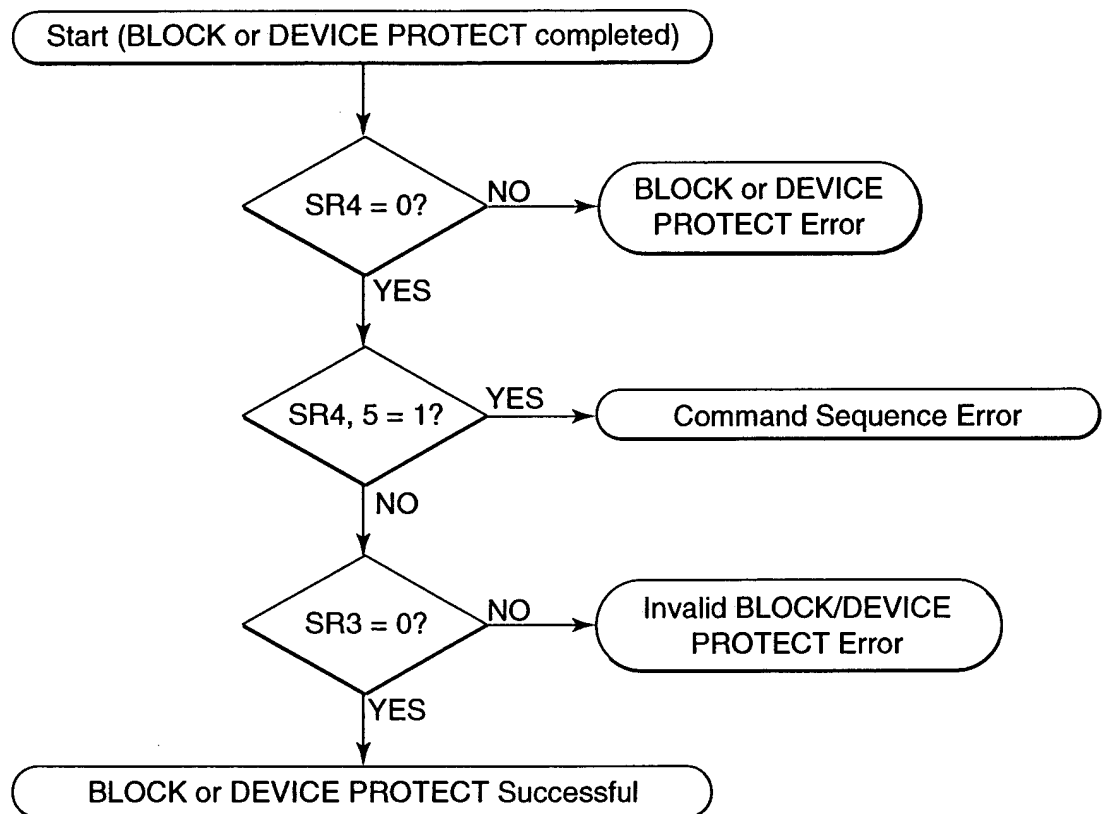 Start (BLOCK or DEVICE PROTECT completed)
SR4 = 0?
NO
BLOCK or DEVICE
PROTECT Error
YES
SR4, 5 = 1?
YES
Command Sequence Error
NO
SR3 = 0?
NO
Invalid BLOCK/DEVICE
PROTECT Error
YES
BLOCK or DEVICE PROTECT Successful